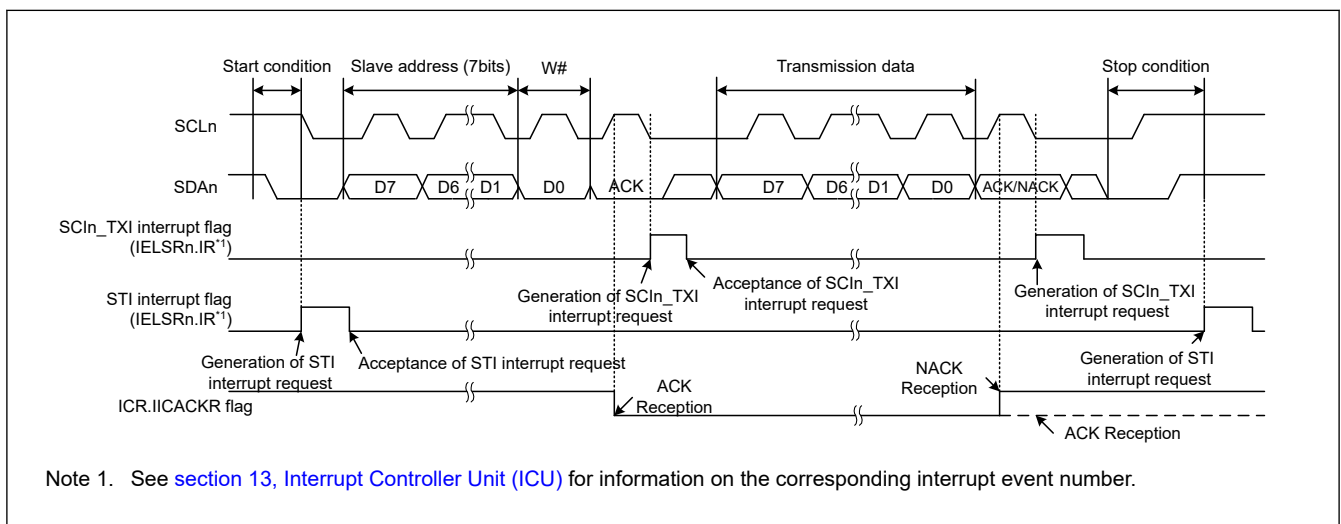 Start condition
Slave address (7bits)
W#
Transmission data
Stop condition
SCLn
SDAn
D7
D6
D1
D0
ACK
D7
D6
D1
D0
ACK/NACK
SCIn_TXI interrupt flag
(IELSRn.IR*1)
Generation of SCIn_TXI
interrupt request
Acceptance of SCIn_TXI
interrupt request
Generation of SCIn_TXI
interrupt request
STI interrupt flag
(IELSRn.IR*1)
Generation of STI
interrupt request
Acceptance of STI interrupt request
Generation of STI
interrupt request
ICR.IICACKR flag
ACK
Reception
NACK
Reception
ACK Reception
Note 1. See section 13, Interrupt Controller Unit (ICU) for information on the corresponding interrupt event number.